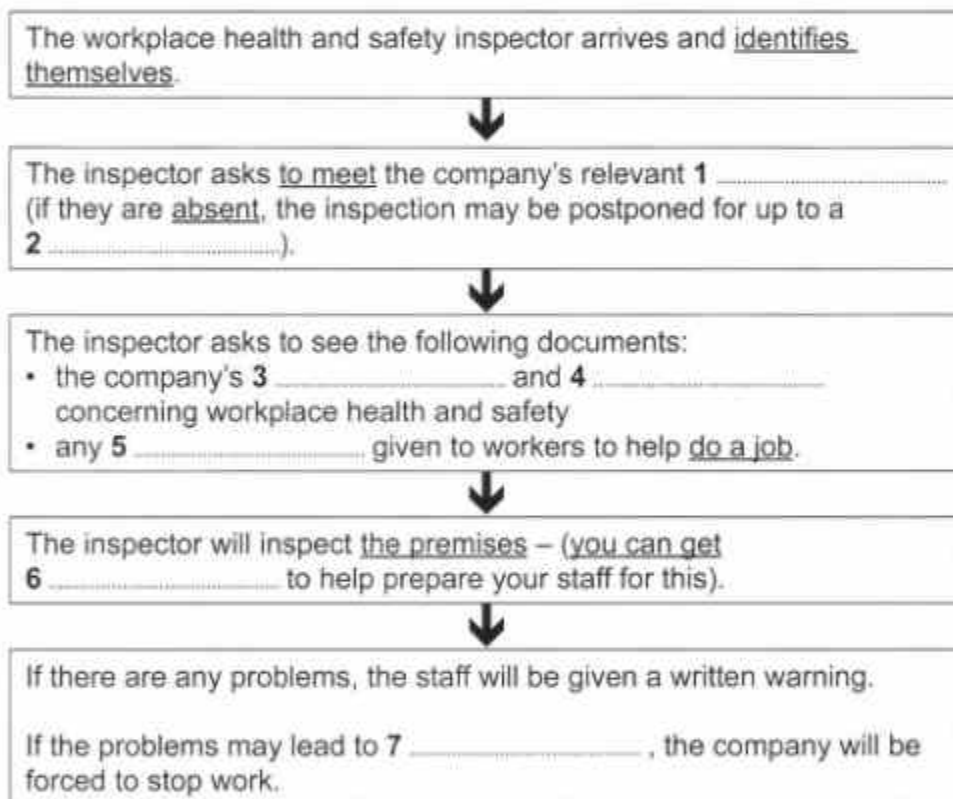 The workplace health and safety inspector arrives and identifies
themselves.
The inspector asks to meet the company's relevant 1 ..............................
(if they are absent, the inspection may be postponed for up to a
2 ..............................).
The inspector asks to see the following documents:
• the company's 3 .............................. and 4 ..............................
concerning workplace health and safety
• any 5 .............................. given to workers to help do a job.
The inspector will inspect the premises – (you can get
6 .............................. to help prepare your staff for this).
If there are any problems, the staff will be given a written warning.
If the problems may lead to 7 .............................. , the company will be
forced to stop work.